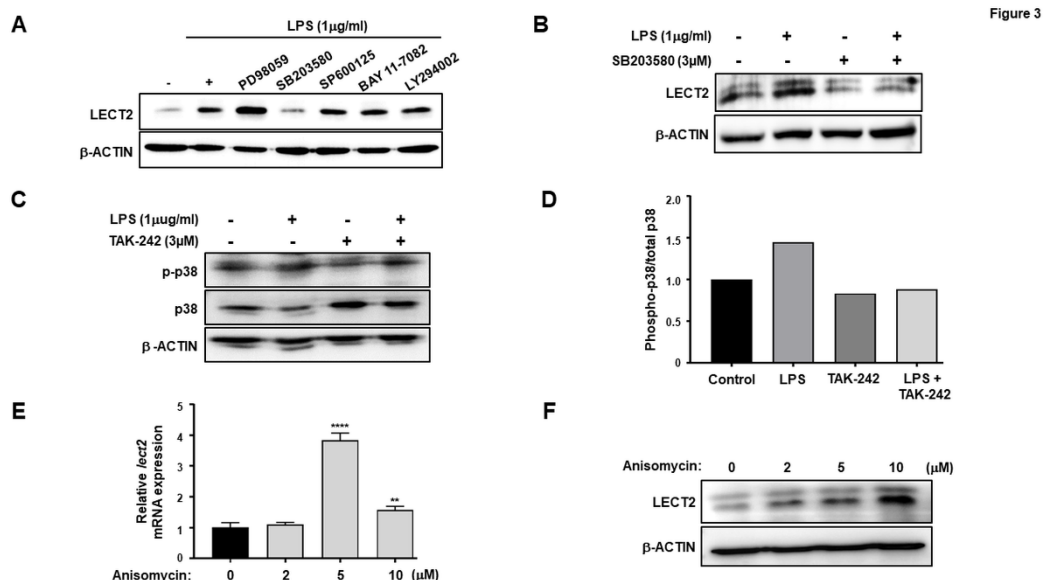 Figure 3
A
LPS (1μg/ml)
- + PD98059 SB203580 SP600125 BAY 11-7082 LY294002
LECT2
β-ACTIN
B
LPS (1μg/ml) - + - +
SB203580 (3μM) - - + +
LECT2
β-ACTIN
C
LPS (1μug/ml) - + - +
TAK-242 (3μM) - - + +
p-p38
p38
β-ACTIN
D
Phospho-p38/total p38
2.0
1.5
1.0
0.5
0
Control LPS TAK-242 LPS +
TAK-242
E
Relative lect2
mRNA expression
5
4
3
2
1
0
**** **
Anisomycin: 0 2 5 10 (μM)
F
Anisomycin: 0 2 5 10 (μM)
LECT2
β-ACTIN